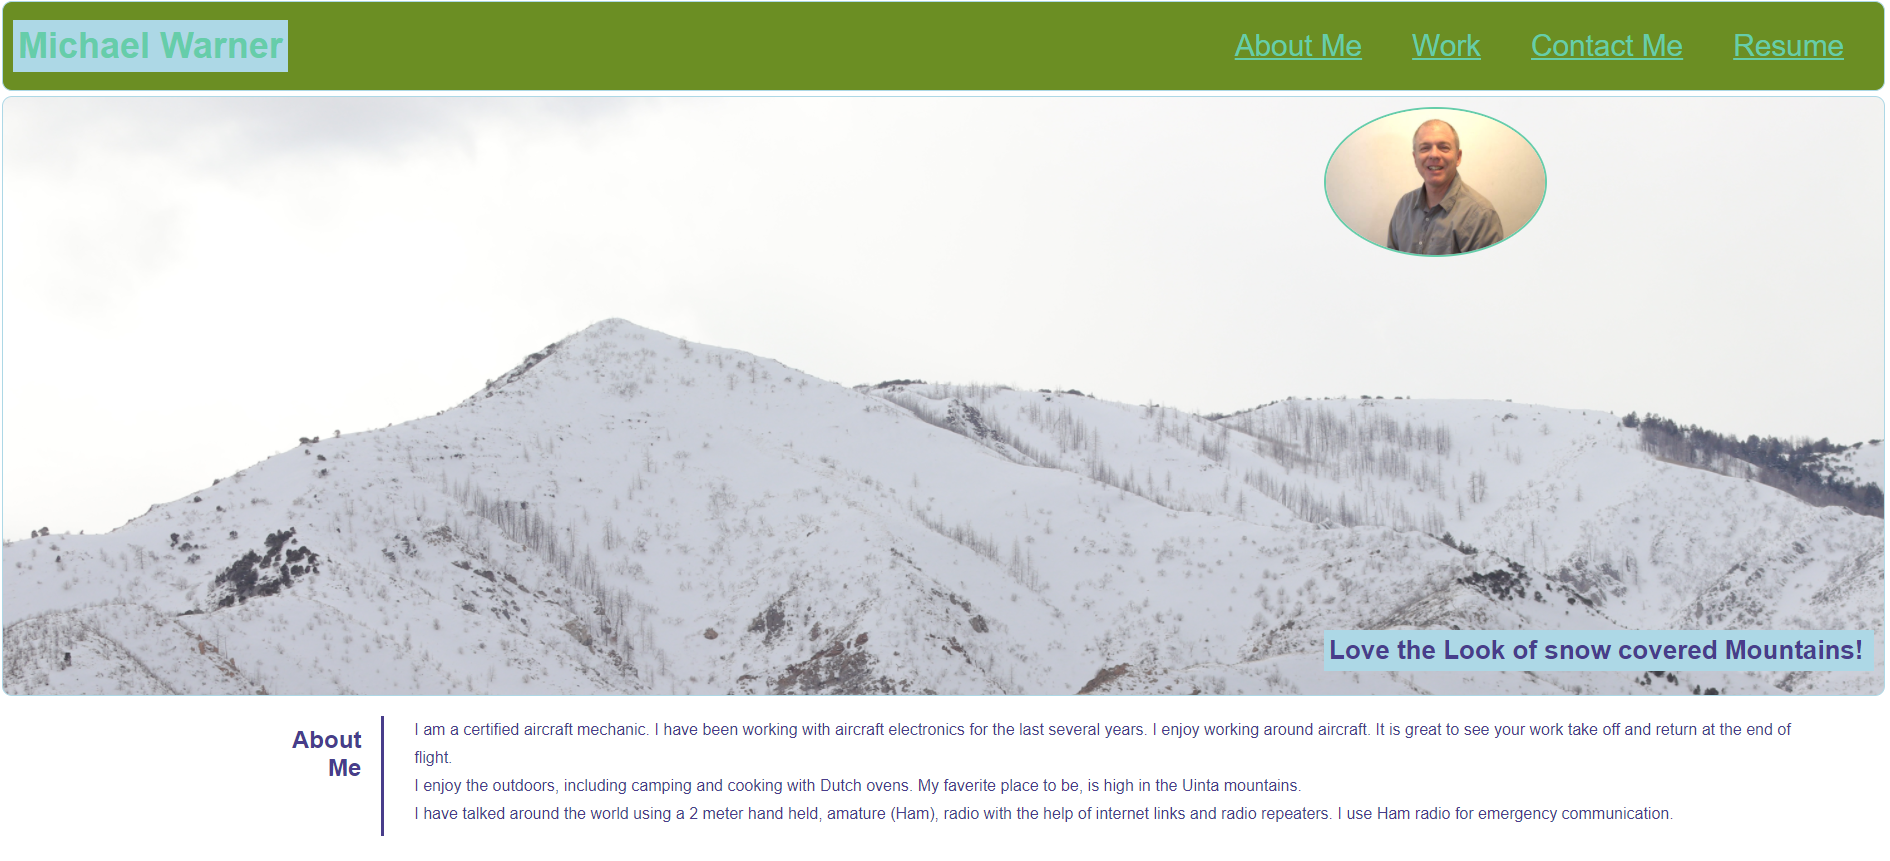 Michael Warner
About Me Work Contact Me Resume
Love the Look of snow covered Mountains!
About
Me
I am a certified aircraft mechanic. I have been working with aircraft electronics for the last several years. I enjoy working around aircraft. It is great to see your work take off and return at the end of
flight.
I enjoy the outdoors, including camping and cooking with Dutch ovens. My faverite place to be, is high in the Uinta mountains.
I have talked around the world using a 2 meter hand held, amature (Ham), radio with the help of internet links and radio repeaters. I use Ham radio for emergency communication.